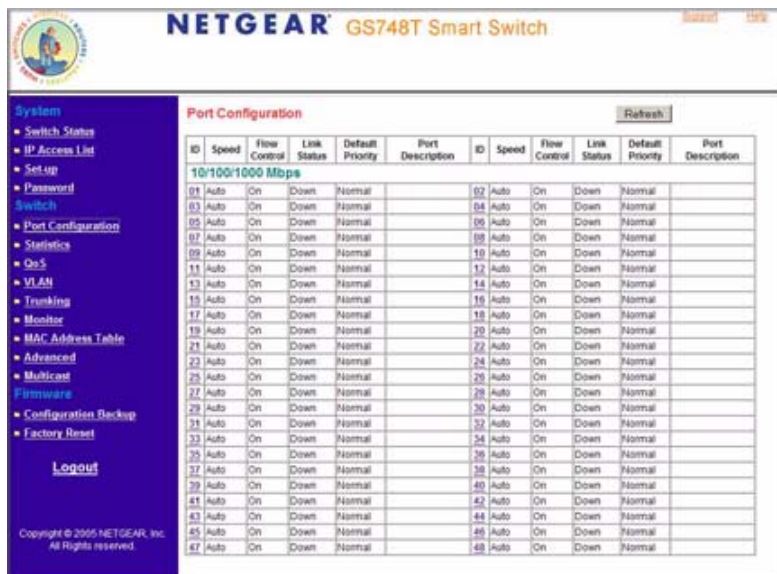 NETGEAR GS748T Smart Switch
Support Help
System
Switch Status
IP Access List
Set-up
Password
Switch
Port Configuration
Statistics
QoS
VLAN
Trunking
Monitor
MAC Address Table
Advanced
Multicast
Firmware
Configuration Backup
Factory Reset
Logout
Copyright © 2005 NETGEAR, Inc.
All Rights reserved.
Port Configuration
Refresh
ID Speed Flow Control Link Status Default Priority Port Description ID Speed Flow Control Link Status Default Priority Port Description
10/100/1000 Mbps
01 Auto On Down Normal 02 Auto On Down Normal
03 Auto On Down Normal 04 Auto On Down Normal
05 Auto On Down Normal 06 Auto On Down Normal
07 Auto On Down Normal 08 Auto On Down Normal
09 Auto On Down Normal 10 Auto On Down Normal
11 Auto On Down Normal 12 Auto On Down Normal
13 Auto On Down Normal 14 Auto On Down Normal
15 Auto On Down Normal 16 Auto On Down Normal
17 Auto On Down Normal 18 Auto On Down Normal
19 Auto On Down Normal 20 Auto On Down Normal
21 Auto On Down Normal 22 Auto On Down Normal
23 Auto On Down Normal 24 Auto On Down Normal
25 Auto On Down Normal 26 Auto On Down Normal
27 Auto On Down Normal 28 Auto On Down Normal
29 Auto On Down Normal 30 Auto On Down Normal
31 Auto On Down Normal 32 Auto On Down Normal
33 Auto On Down Normal 34 Auto On Down Normal
35 Auto On Down Normal 36 Auto On Down Normal
37 Auto On Down Normal 38 Auto On Down Normal
39 Auto On Down Normal 40 Auto On Down Normal
41 Auto On Down Normal 42 Auto On Down Normal
43 Auto On Down Normal 44 Auto On Down Normal
45 Auto On Down Normal 46 Auto On Down Normal
47 Auto On Down Normal 48 Auto On Down Normal